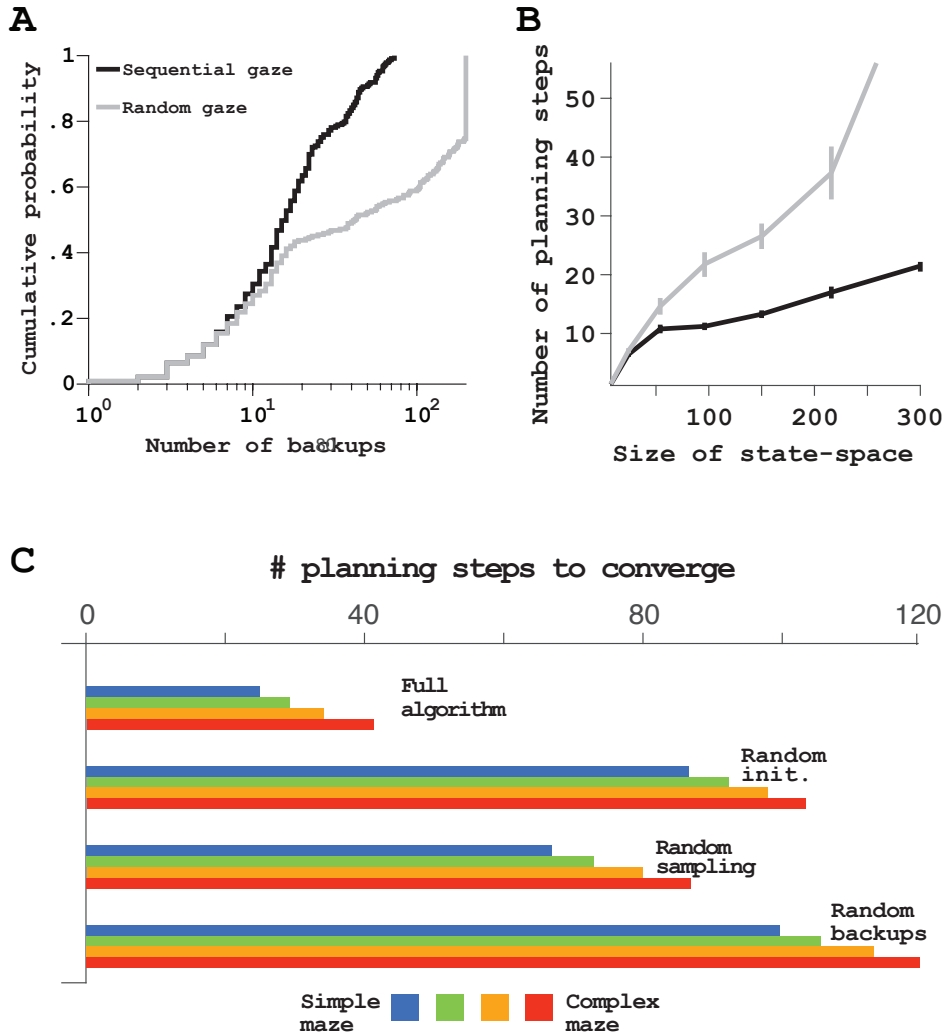 A
Cumulative probability
1
.8
.6
.4
.2
0
Sequential gaze
Random gaze
10^0
10^1
10^2
Number of backups
80
B
Number of planning steps
50
40
30
20
10
100
200
300
Size of state-space
C
# planning steps to converge
0
40
80
120
Full
algorithm
Random
init.
Random
sampling
Random
backups
Simple
maze
Complex
maze